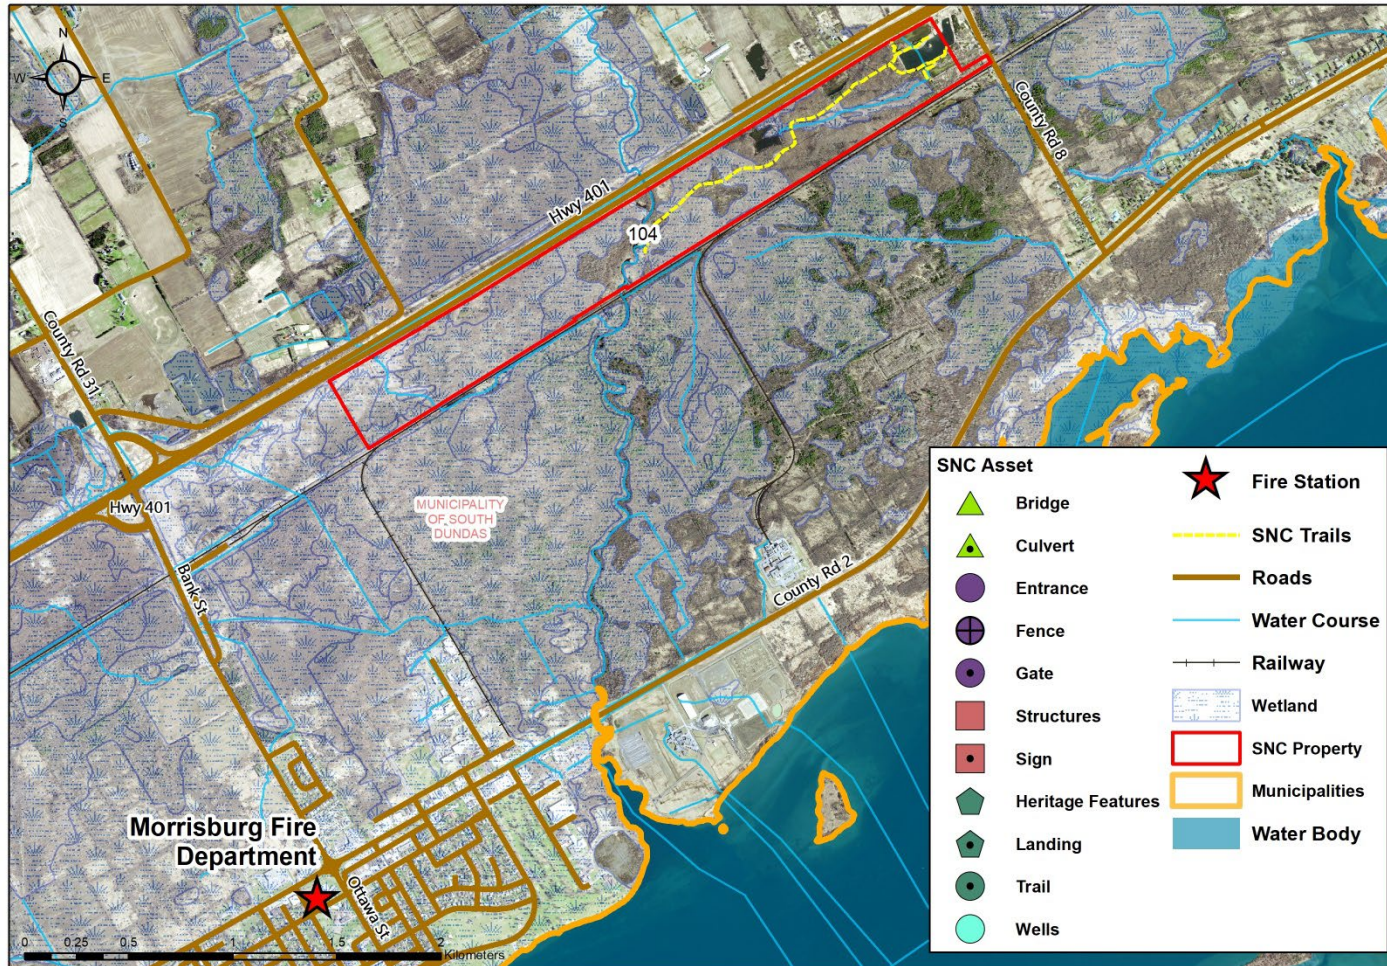 N
W
E
S
County Rd 8
Hwy 401
104
County Rd 31
Hwy 401
MUNICIPALITY
OF SOUTH
DUNDAS
Bank St
County Rd 2
Morrisburg Fire
Department
Ottawa St
0 0.25 0.5 1 1.5 2
Kilometers
SNC Asset
Bridge
Culvert
Entrance
Fence
Gate
Structures
Sign
Heritage Features
Landing
Trail
Wells
Fire Station
SNC Trails
Roads
Water Course
Railway
Wetland
SNC Property
Municipalities
Water Body